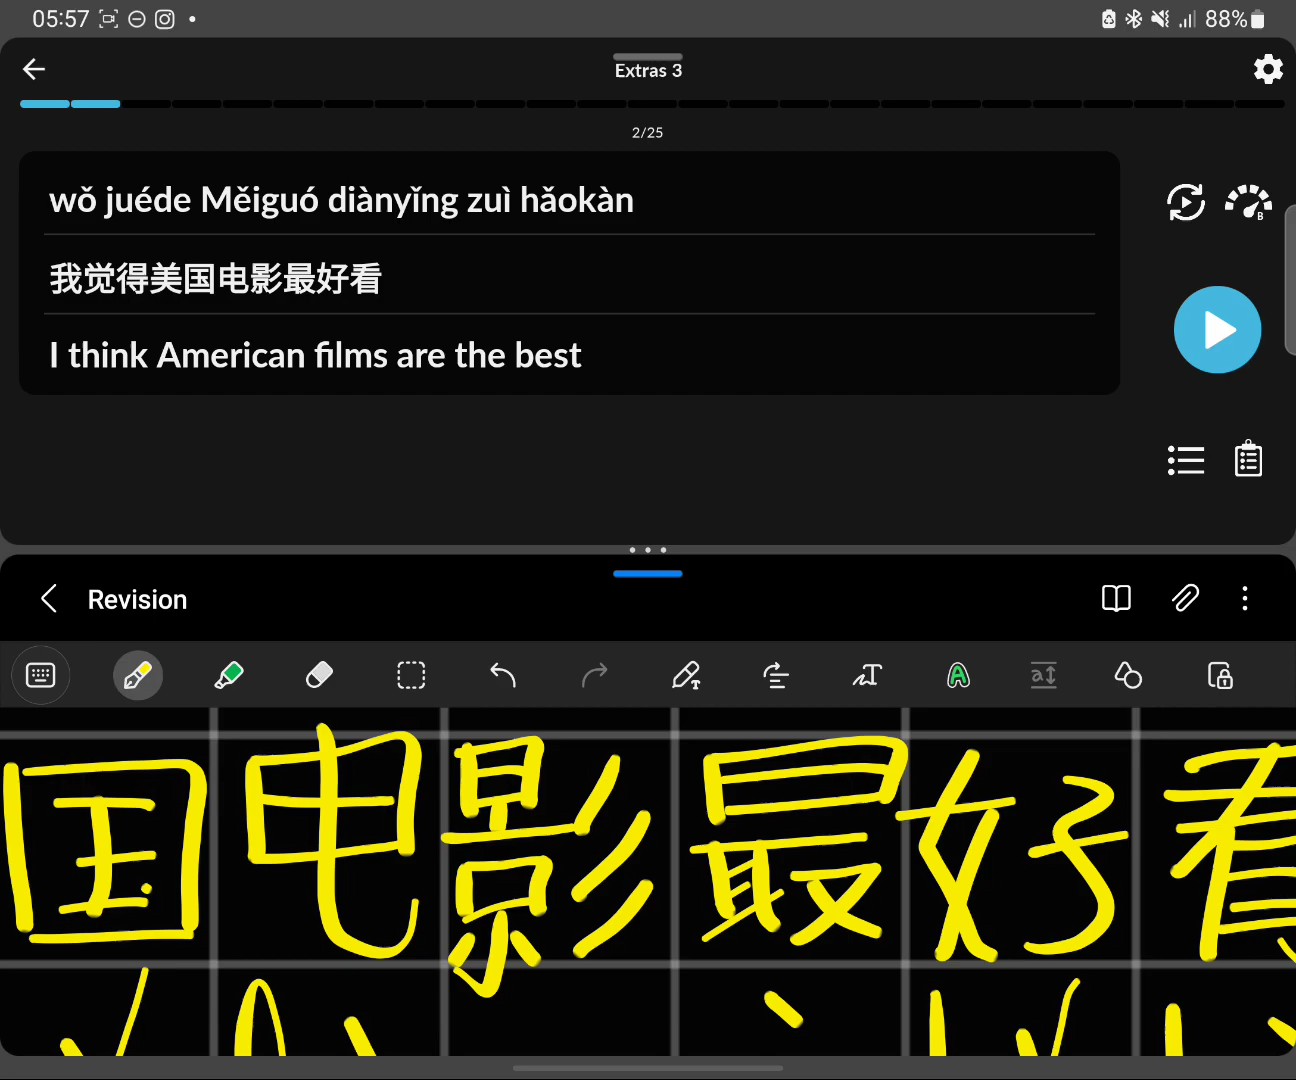 05:57 88%
Extras 3
2/25
wǒ juéde Měiguó diànyǐng zuì hǎokàn
我觉得美国电影最好看
I think American films are the best
Revision
国电影最好看